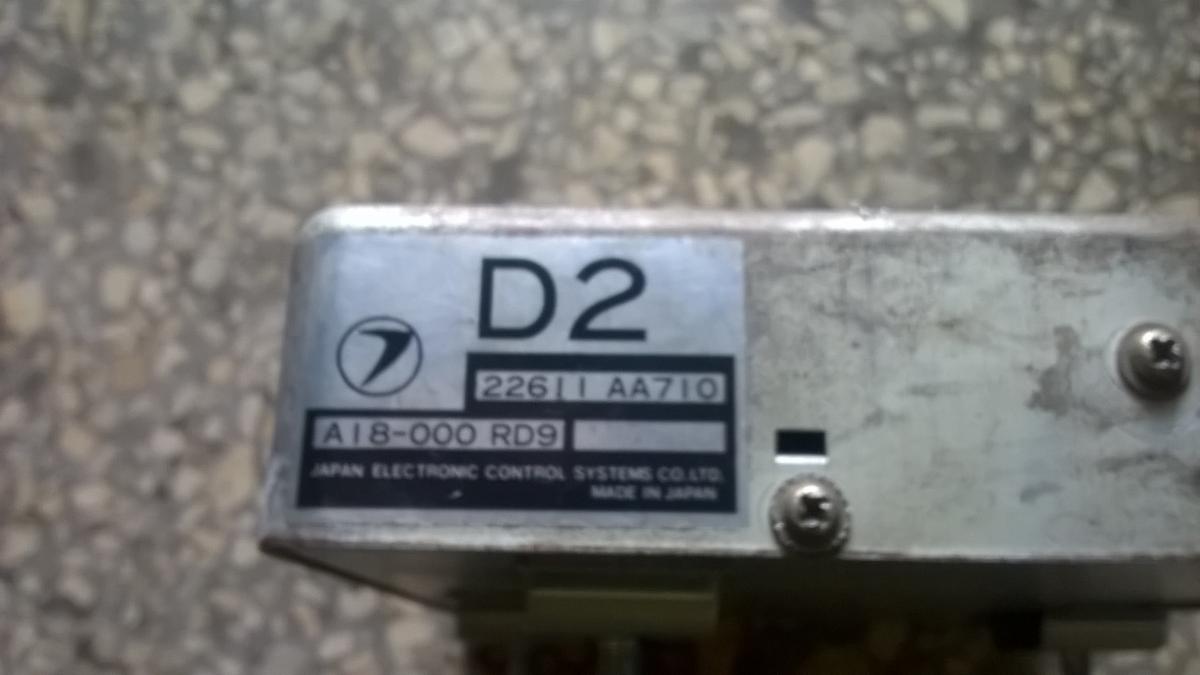 D2
22611 AA710
A18-000 RD9
JAPAN ELECTRONIC CONTROL SYSTEMS CO.,LTD.
MADE IN JAPAN